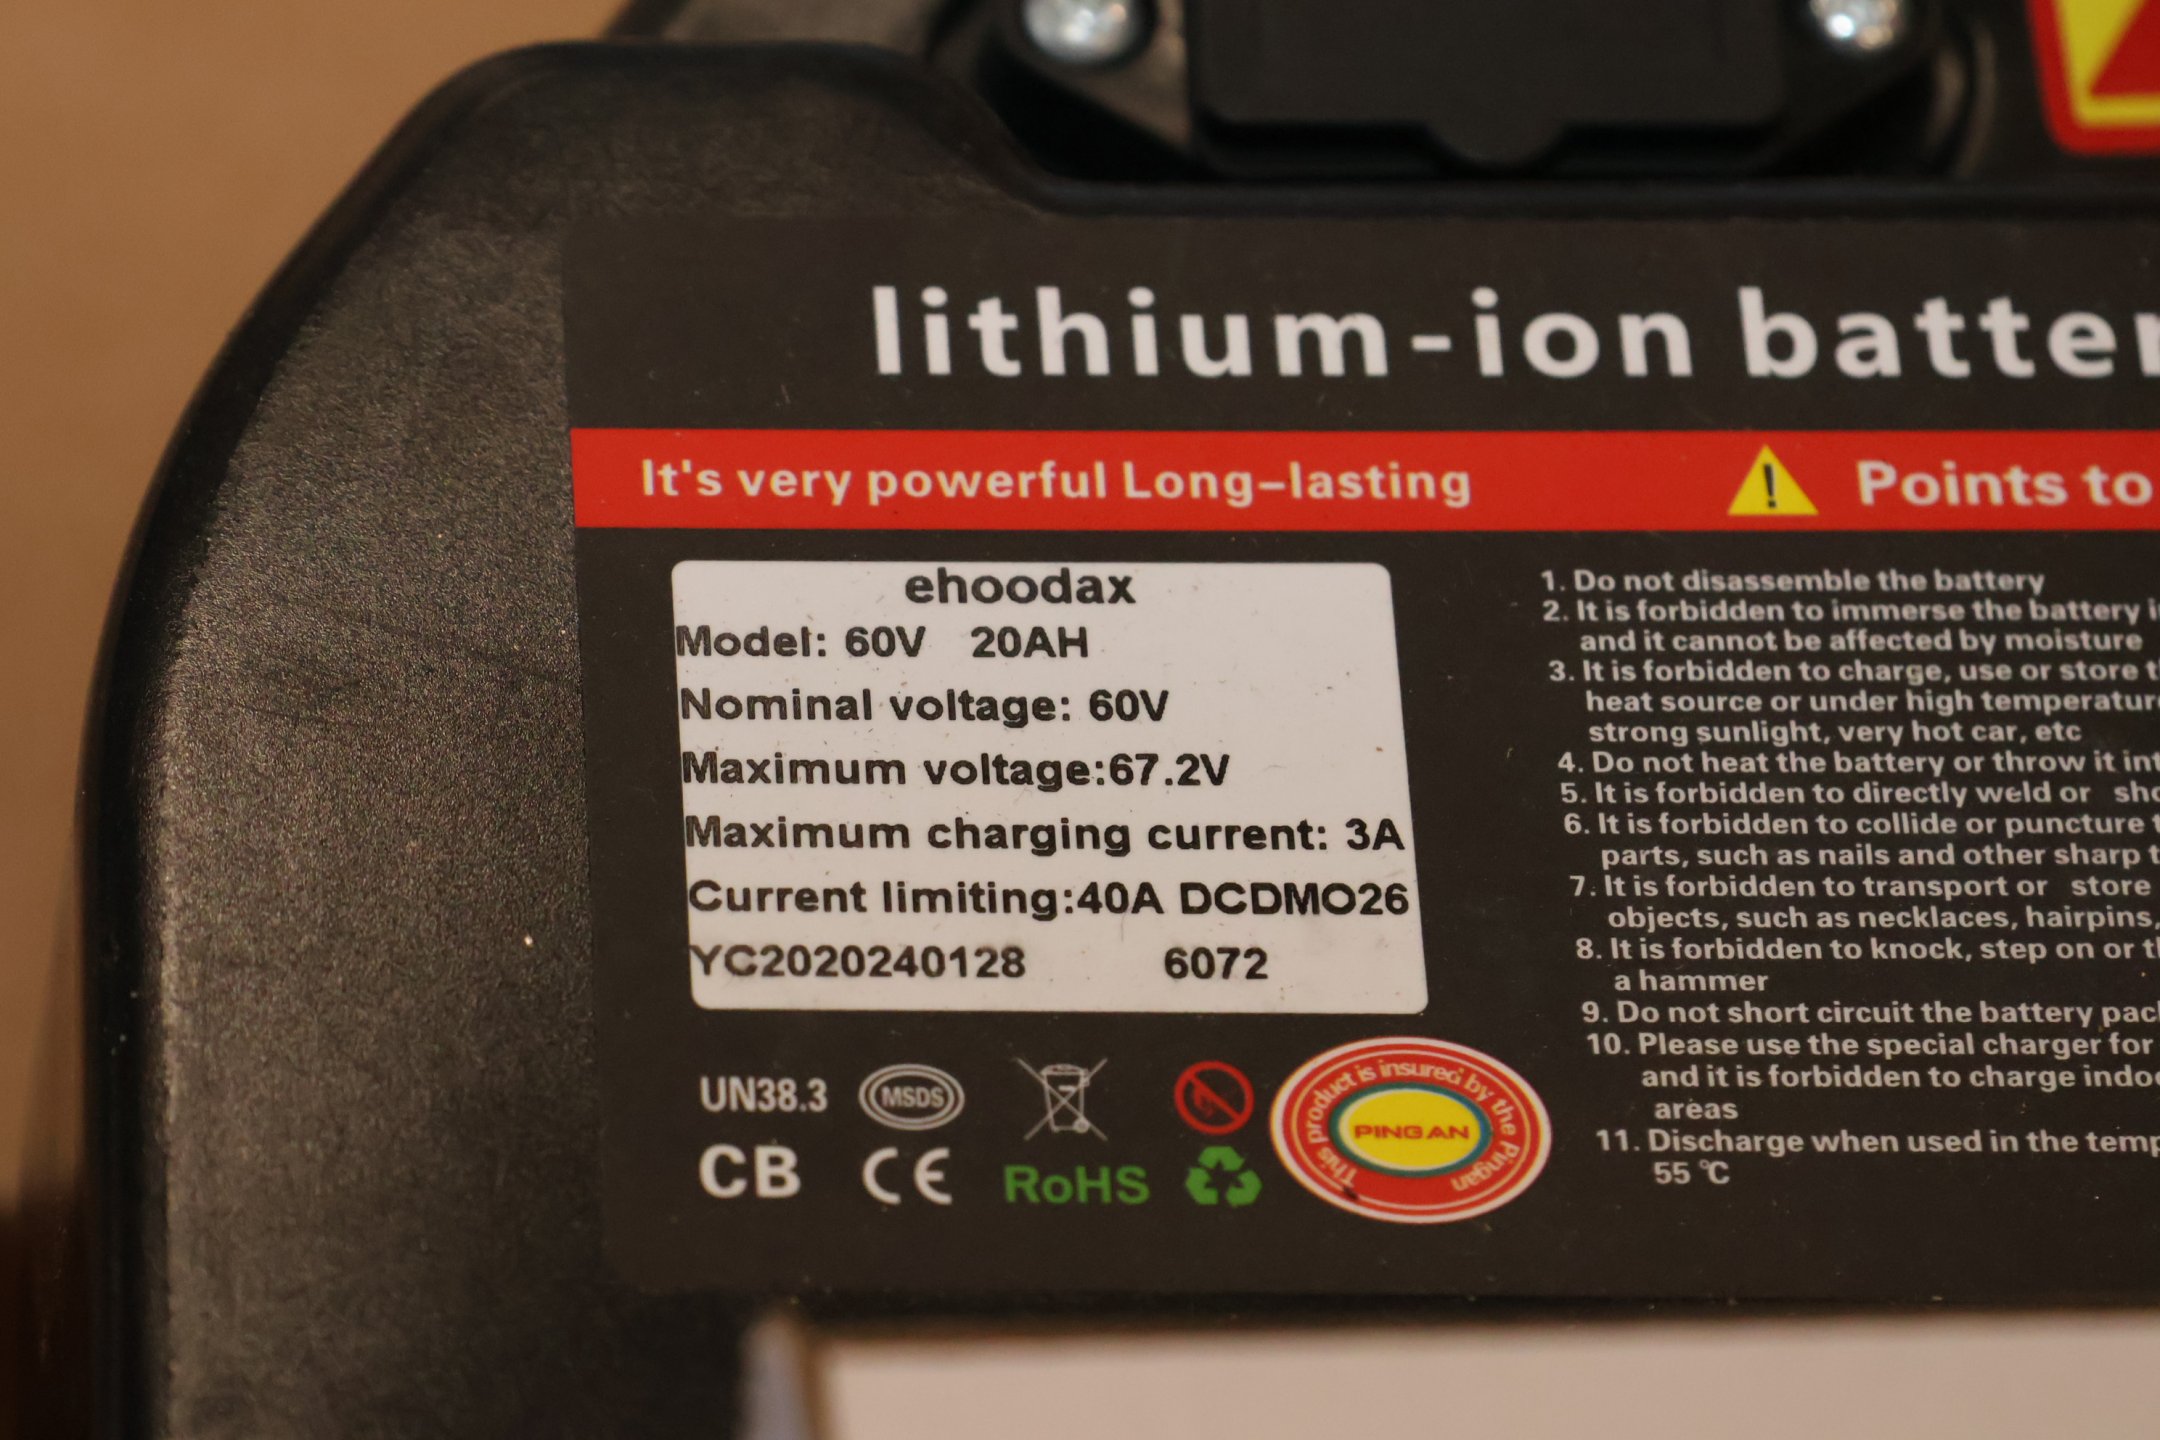 lithium-ion batter
It's very powerful Long-lasting
Points to
ehoodax
Model: 60V 20AH
Nominal voltage: 60V
Maximum voltage:67.2V
Maximum charging current: 3A
Current limiting:40A DCDMO26
YC2020240128 6072
UN38.3
MSDS
CB
CE
RoHS
This product is insured by the Pingan
PINGAN
1. Do not disassemble the battery
2. It is forbidden to immerse the battery
and it cannot be affected by moisture
3. It is forbidden to charge, use or store
heat source or under high temperature
strong sunlight, very hot car, etc
4. Do not heat the battery or throw it
5. It is forbidden to directly weld or
6. It is forbidden to collide or puncture
parts, such as nails and other sharp
7. It is forbidden to transport or store
objects, such as necklaces, hairpins,
8. It is forbidden to knock, step on or
a hammer
9. Do not short circuit the battery
10. Please use the special charger for
and it is forbidden to charge
areas
11. Discharge when used in the
55 ℃